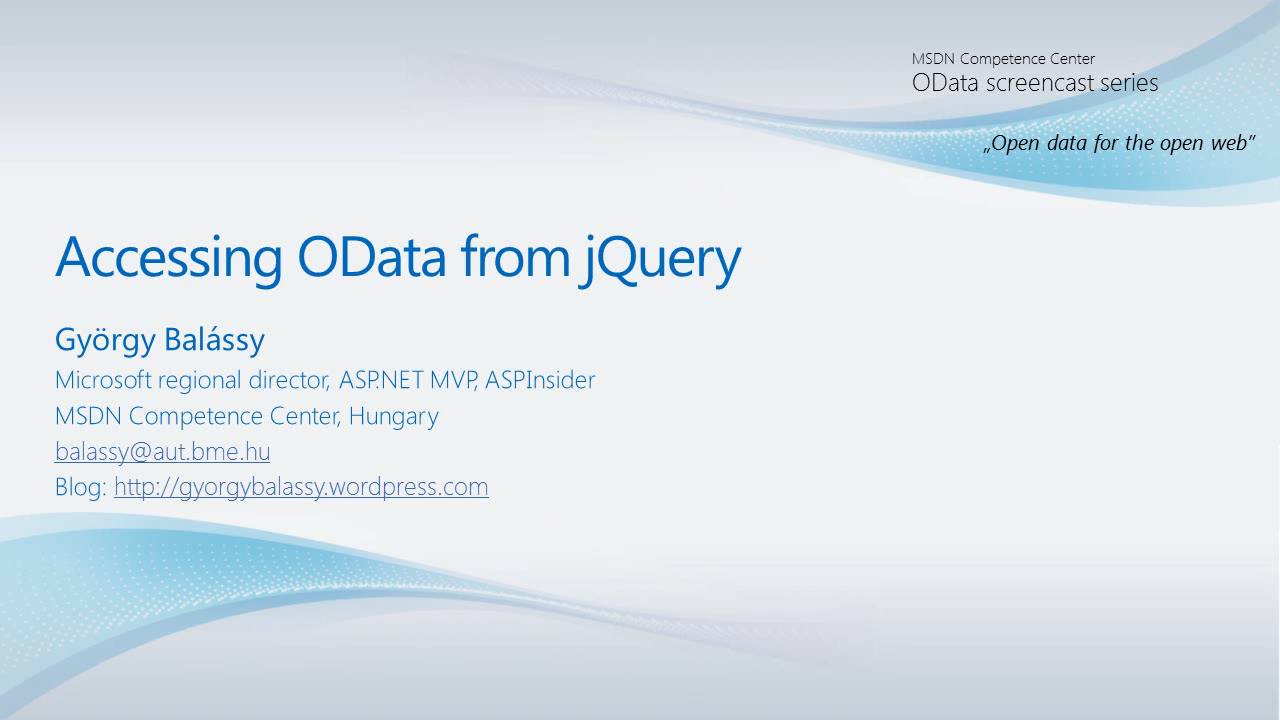 MSDN Competence Center
OData screencast series
„Open data for the open web”
Accessing OData from jQuery
György Balássy
Microsoft regional director, ASP.NET MVP, ASPInsider
MSDN Competence Center, Hungary
balassy@aut.bme.hu
Blog: http://gyorgybalassy.wordpress.com